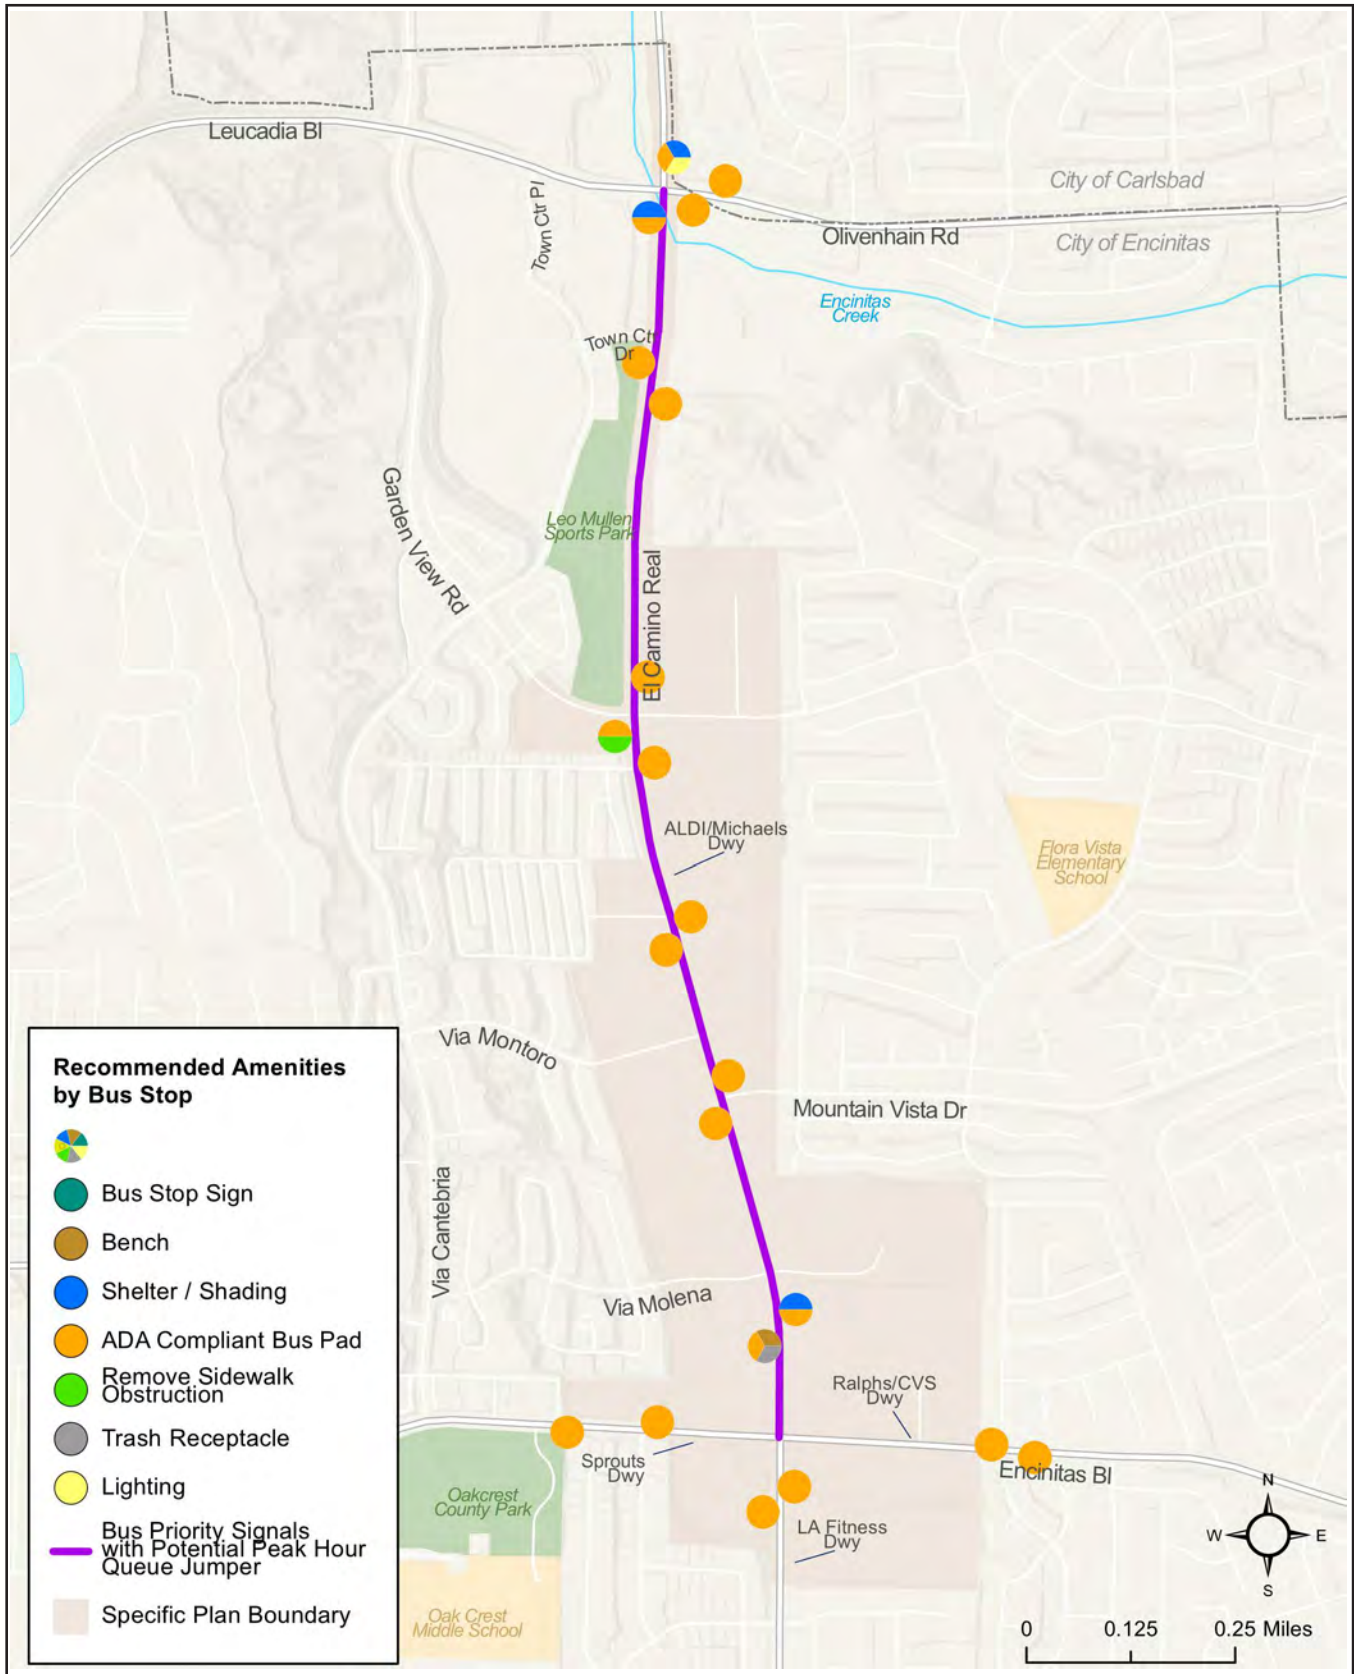 Leucadia Bl
City of Carlsbad
Town Ctr Pl
Olivenhain Rd
City of Encinitas
Encinitas
Creek
Town Ctr
Dr
Garden View Rd
Leo Mullen
Sports Park
El Camino Real
ALDI/Michaels
Dwy
Flora Vista
Elementary
School
Via Montoro
Mountain Vista Dr
Via Cantebria
Via Molena
Ralphs/CVS
Dwy
Sprouts
Dwy
Encinitas Bl
Oakcrest
County Park
LA Fitness
Dwy
Oak Crest
Middle School
Recommended Amenities
by Bus Stop
Bus Stop Sign
Bench
Shelter / Shading
ADA Compliant Bus Pad
Remove Sidewalk
Obstruction
Trash Receptacle
Lighting
Bus Priority Signals
with Potential Peak Hour
Queue Jumper
Specific Plan Boundary
N
W E
S
0 0.125 0.25 Miles